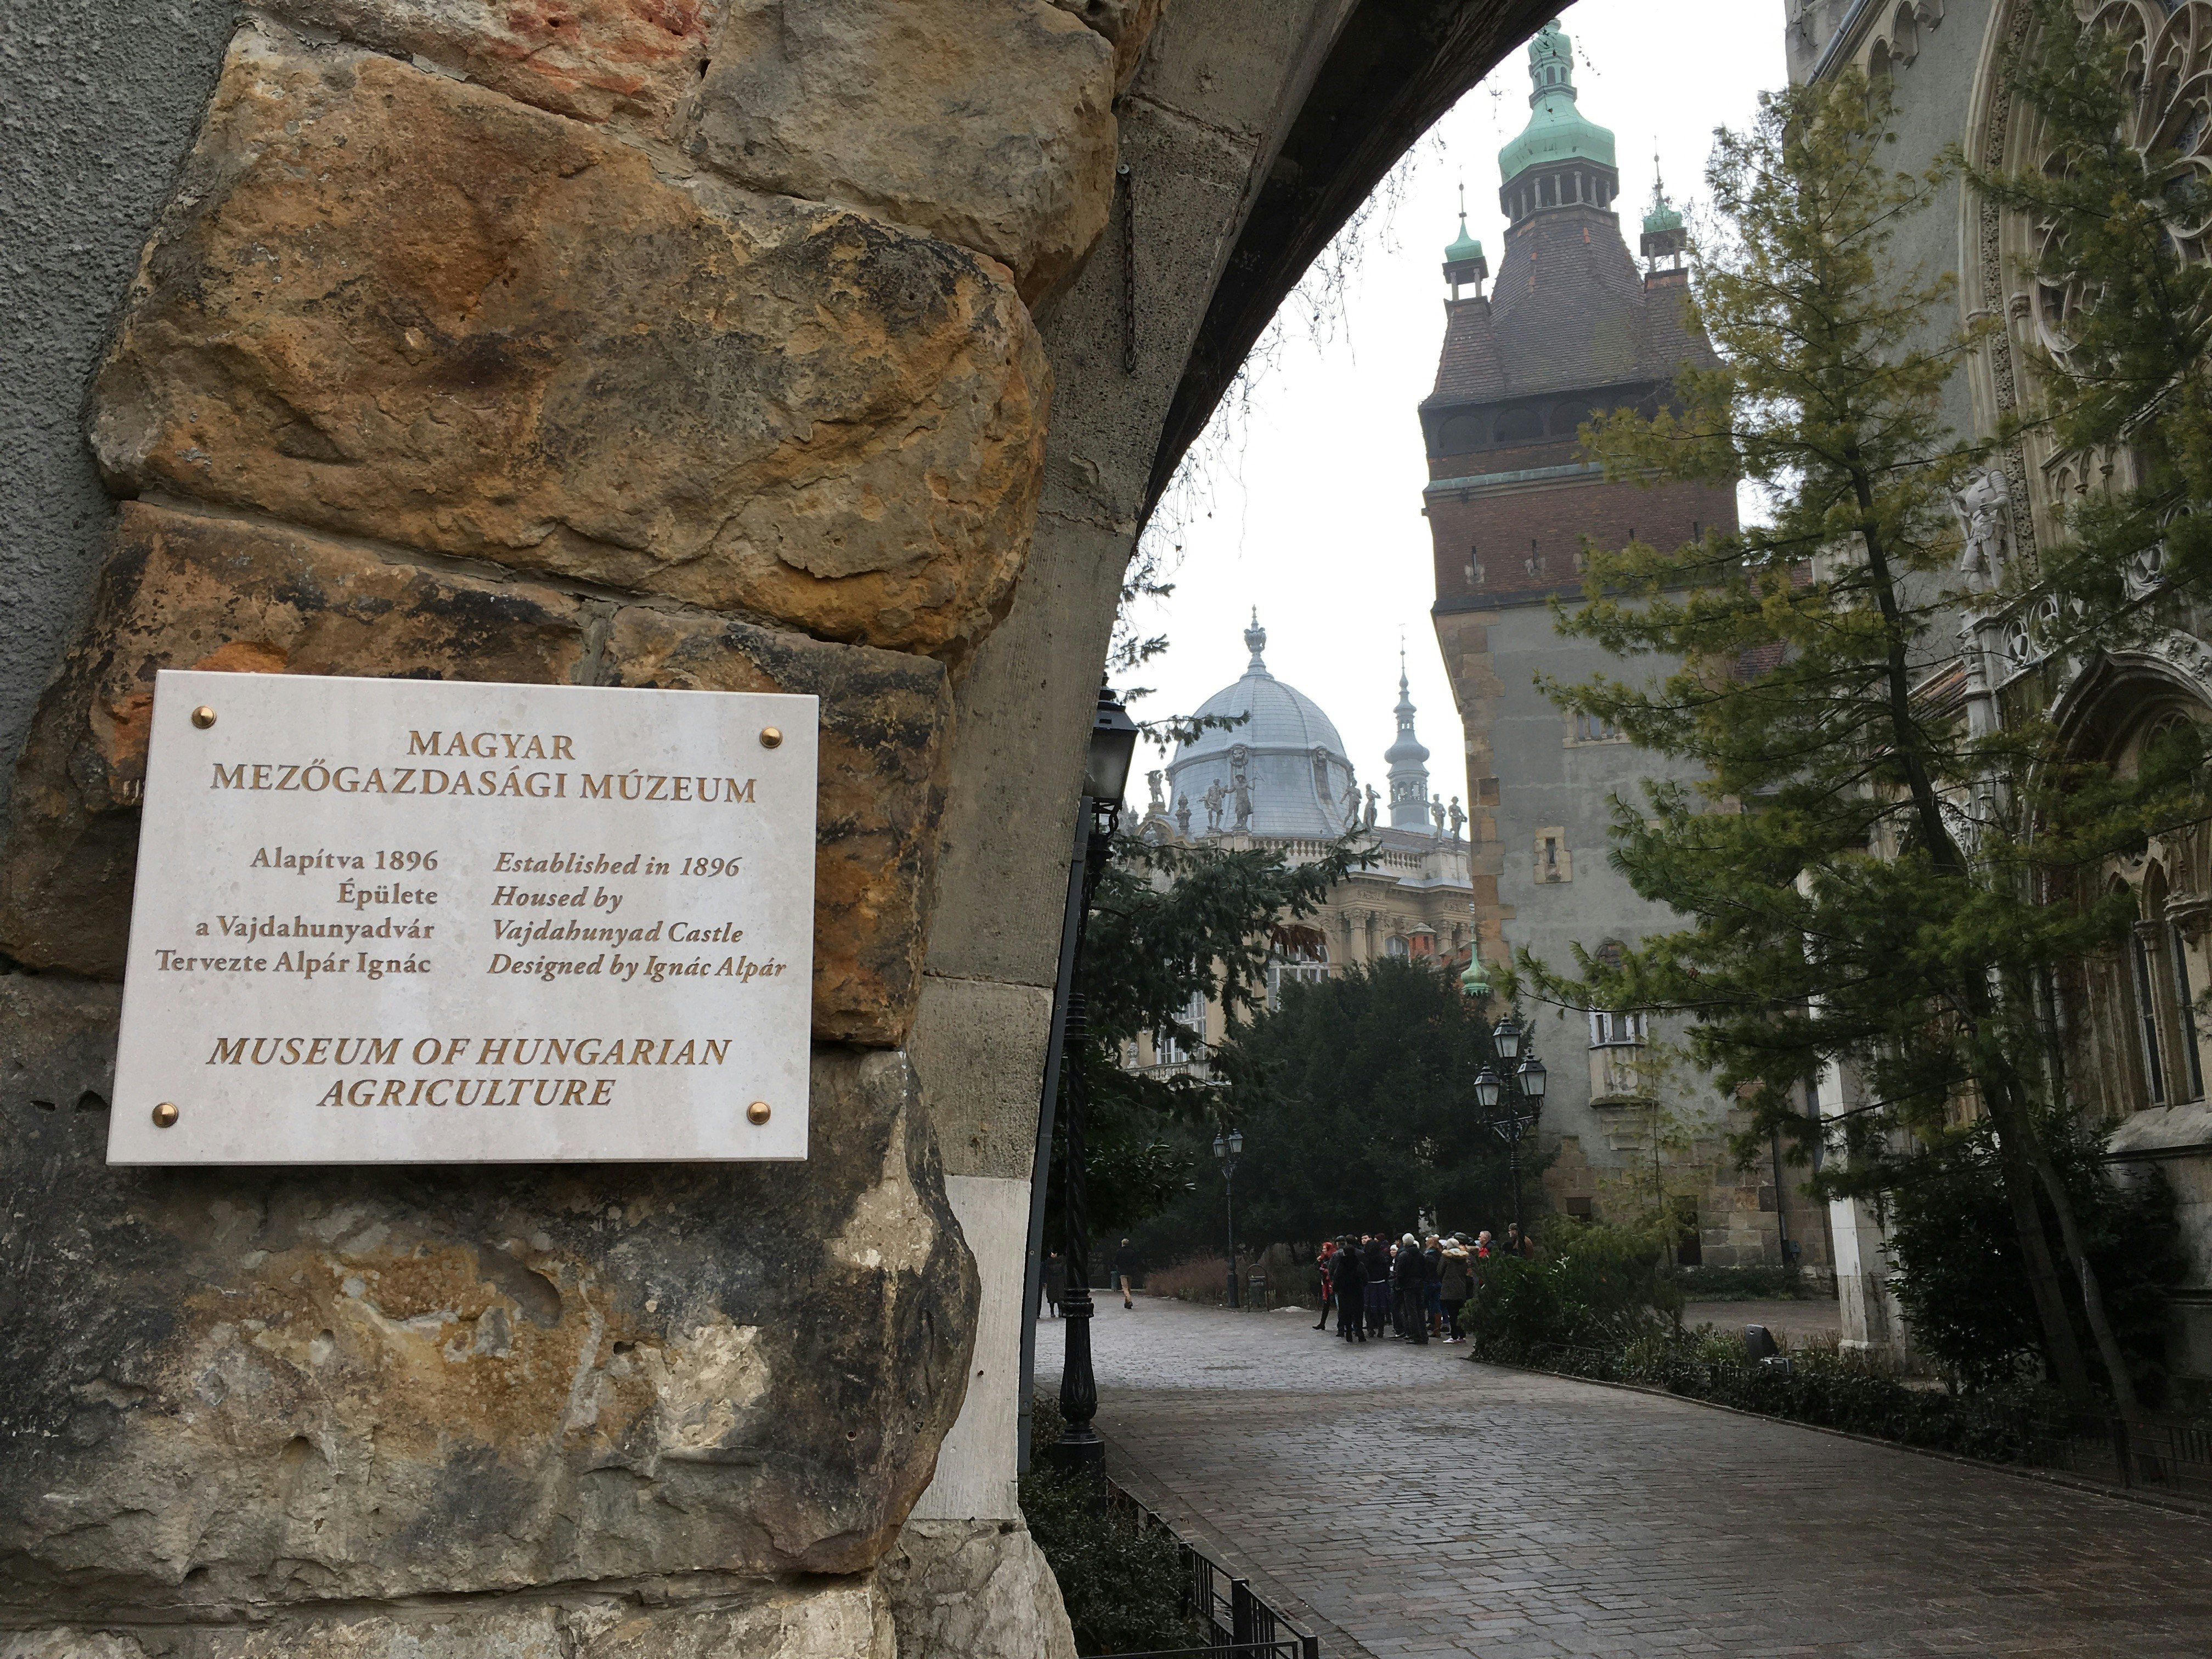 MAGYAR
MEZŐGAZDASÁGI MÚZEUM
Alapítva 1896
Épülete
a Vajdahunyadvár
Tervezte Alpár Ignác
Established in 1896
Housed by
Vajdahunyad Castle
Designed by Ignác Alpár
MUSEUM OF HUNGARIAN
AGRICULTURE